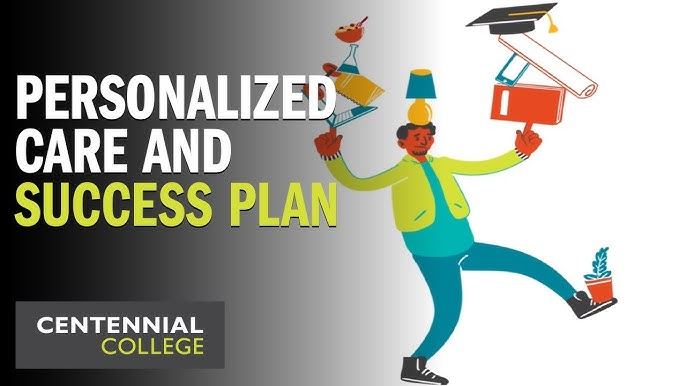 PERSONALIZED
CARE AND
SUCCESS PLAN
CENTENNIAL
COLLEGE